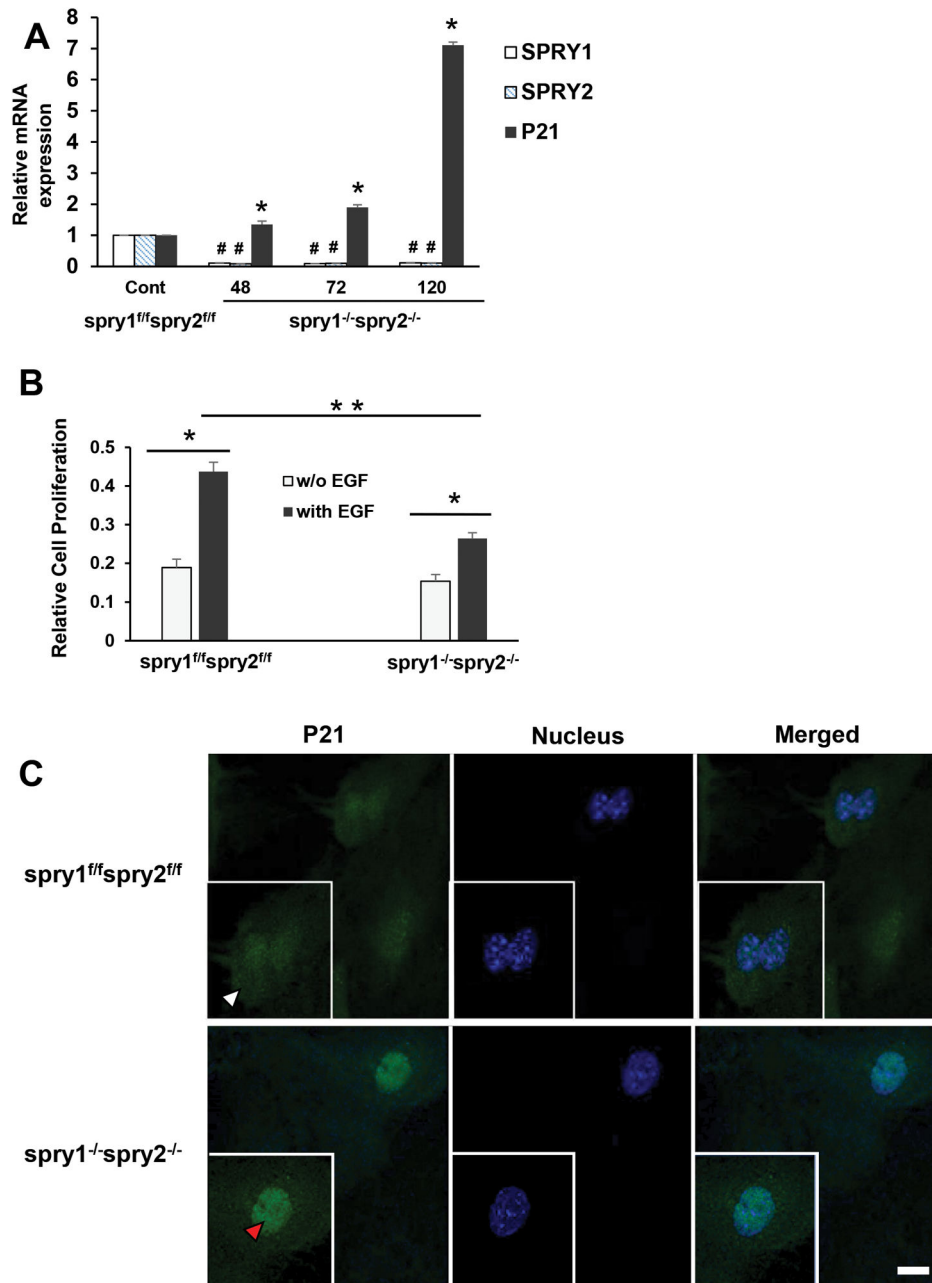 A
Relative mRNA
expression
8
7
6
5
4
3
2
1
0
*
*
*
# #
# #
# #
SPRY1
SPRY2
P21
Cont
48
72
120
spry1f/fspry2f/f
spry1-/-spry2-/-
B
Relative Cell Proliferation
0.5
0.4
0.3
0.2
0.1
0
* *
*
*
w/o EGF
with EGF
spry1f/fspry2f/f
spry1-/-spry2-/-
C
P21
Nucleus
Merged
spry1f/fspry2f/f
spry1-/-spry2-/-